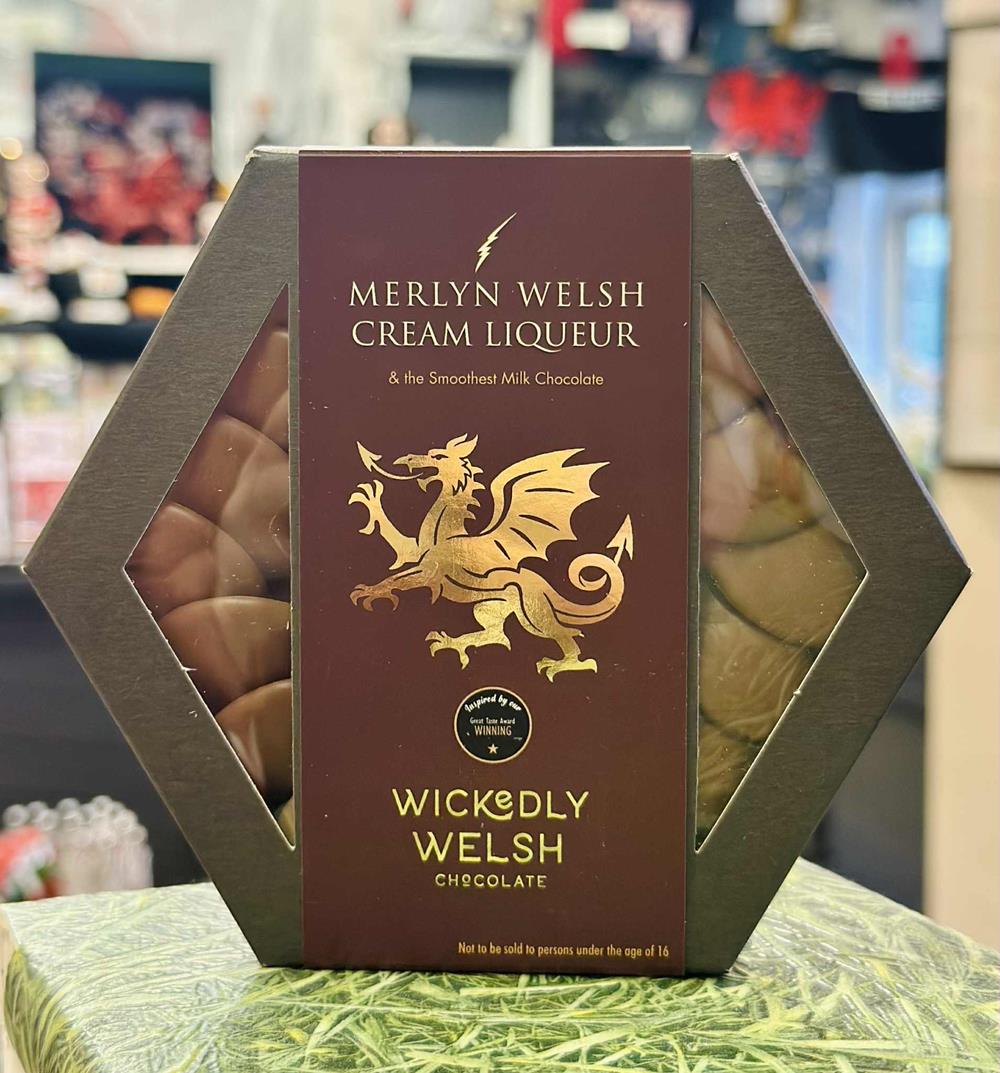 MERLYN WELSH
CREAM LIQUEUR
& the Smoothest Milk Chocolate
Inspired by our
Great Taste Award
WINNING
WICKeDLY
WELSH
CHOCOLATE
Not to be sold to persons under the age of 16